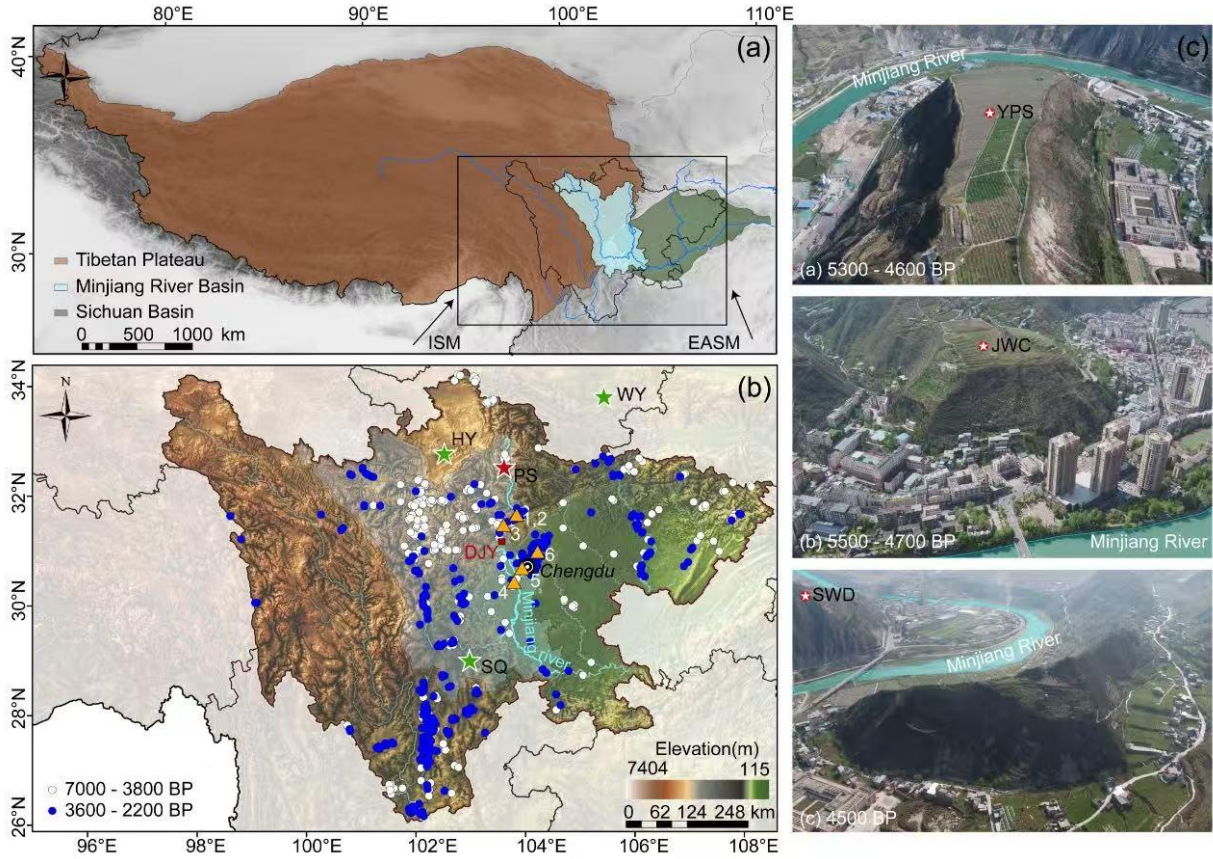 80°E 90°E 100°E 110°E
40°N
30°N
N
(a)
Tibetan Plateau
Minjiang River Basin
Sichuan Basin
0 500 1000 km
ISM
EASM
34°N
32°N
30°N
28°N
26°N
N
(b)
WY
HY
PS
1,2
3
DJY
6
Chengdu
5
4
Minjiang river
SQ
Elevation(m)
7404 115
0 62 124 248 km
7000 - 3800 BP
3600 - 2200 BP
96°E 98°E 100°E 102°E 104°E 106°E 108°E
(c)
Minjiang River
YPS
(a) 5300 - 4600 BP
JWC
(b) 5500 - 4700 BP
Minjiang River
SWD
Minjiang River
(c) 4500 BP